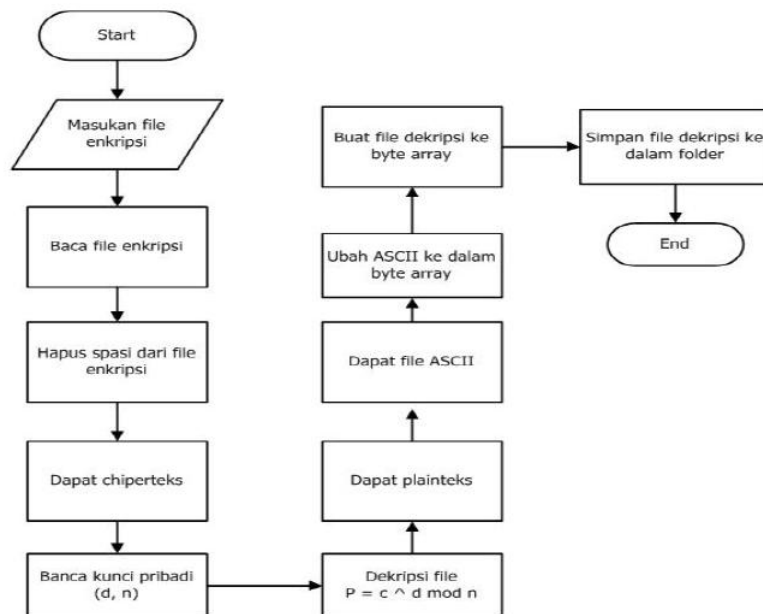 Start
Masukan file
enkripsi
Baca file enkripsi
Hapus spasi dari file
enkripsi
Dapat chiperteks
Banca kunci pribadi
(d, n)
Dekripsi file
P = c ^ d mod n
Dapat plainteks
Dapat file ASCII
Ubah ASCII ke dalam
byte array
Buat file dekripsi ke
byte array
Simpan file dekripsi ke
dalam folder
End